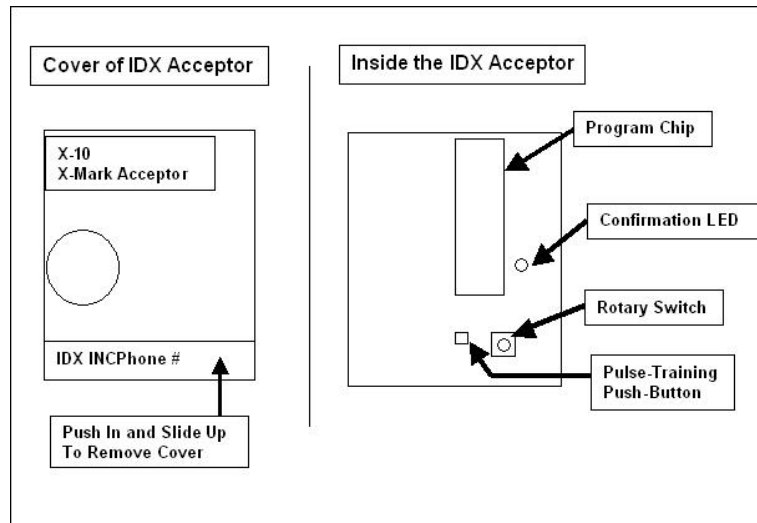 Cover of IDX Acceptor
X-10
X-Mark Acceptor
IDX INCPhone #
Push In and Slide Up
To Remove Cover
Inside the IDX Acceptor
Program Chip
Confirmation LED
Rotary Switch
Pulse-Training
Push-Button